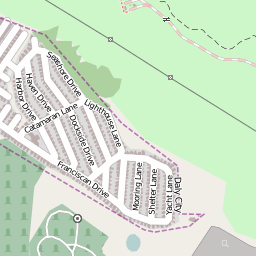 Seashore Drive
Haven Drive
Harbor Drive
Catamaran Lane
Lighthouse Lane
Dockside Drive
Franciscan Drive
Mooring Lane
Shelter Lane
Yacht Lane
Daly City